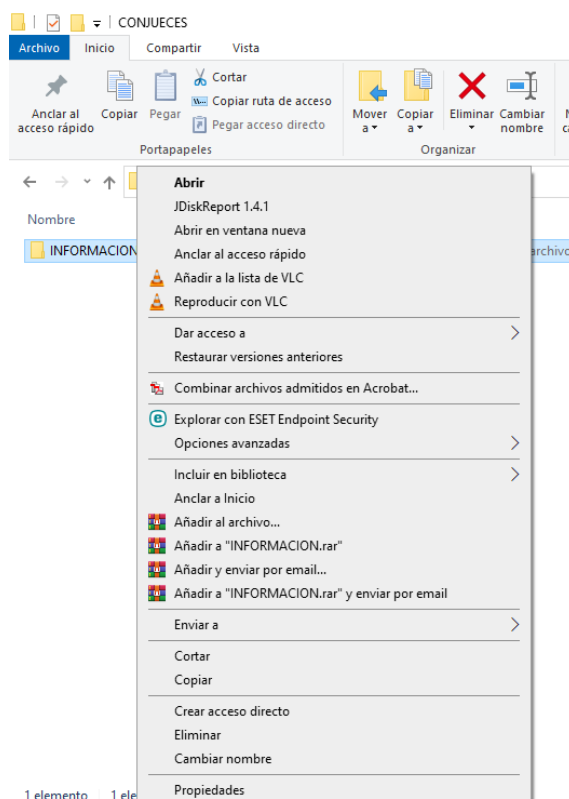 CONJUECES
Archivo Inicio Compartir Vista
Anclar al acceso rápido
Copiar
Pegar
Cortar
Copiar ruta de acceso
Pegar acceso directo
Mover a
Copiar a
Eliminar
Cambiar nombre
Portapapeles
Organizar
Nombre
INFORMACION
archivo
Abrir
JDiskReport 1.4.1
Abrir en ventana nueva
Anclar al acceso rápido
Añadir a la lista de VLC
Reproducir con VLC
Dar acceso a
Restaurar versiones anteriores
Combinar archivos admitidos en Acrobat...
Explorar con ESET Endpoint Security
Opciones avanzadas
Incluir en biblioteca
Anclar a Inicio
Añadir al archivo...
Añadir a "INFORMACION.rar"
Añadir y enviar por email...
Añadir a "INFORMACION.rar" y enviar por email
Enviar a
Cortar
Copiar
Crear acceso directo
Eliminar
Cambiar nombre
Propiedades
1 elemento 1 ele